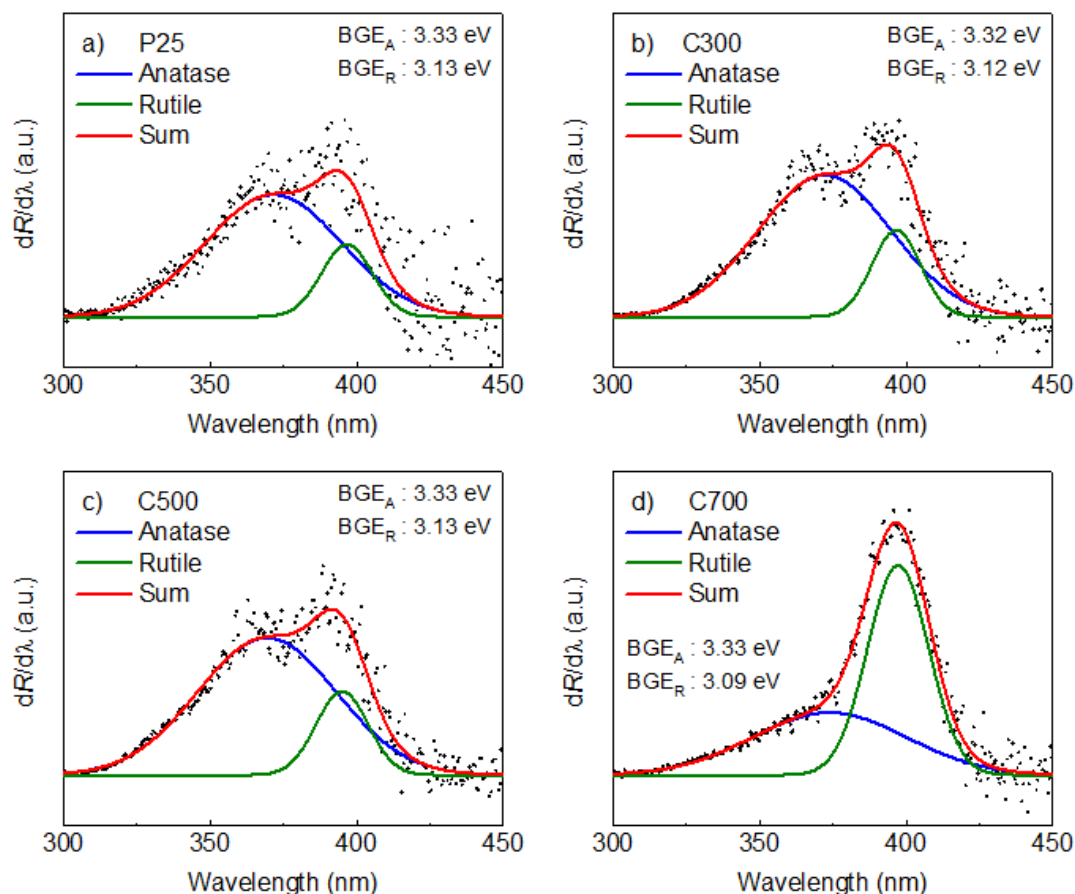 a) P25
BGE_A : 3.33 eV
BGE_R : 3.13 eV
Anatase
Rutile
Sum
dR/dλ (a.u.)
300 350 400 450
Wavelength (nm)
b) C300
BGE_A : 3.32 eV
BGE_R : 3.12 eV
Anatase
Rutile
Sum
dR/dλ (a.u.)
300 350 400 450
Wavelength (nm)
c) C500
BGE_A : 3.33 eV
BGE_R : 3.13 eV
Anatase
Rutile
Sum
dR/dλ (a.u.)
300 350 400 450
Wavelength (nm)
d) C700
Anatase
Rutile
Sum
BGE_A : 3.33 eV
BGE_R : 3.09 eV
dR/dλ (a.u.)
300 350 400 450
Wavelength (nm)